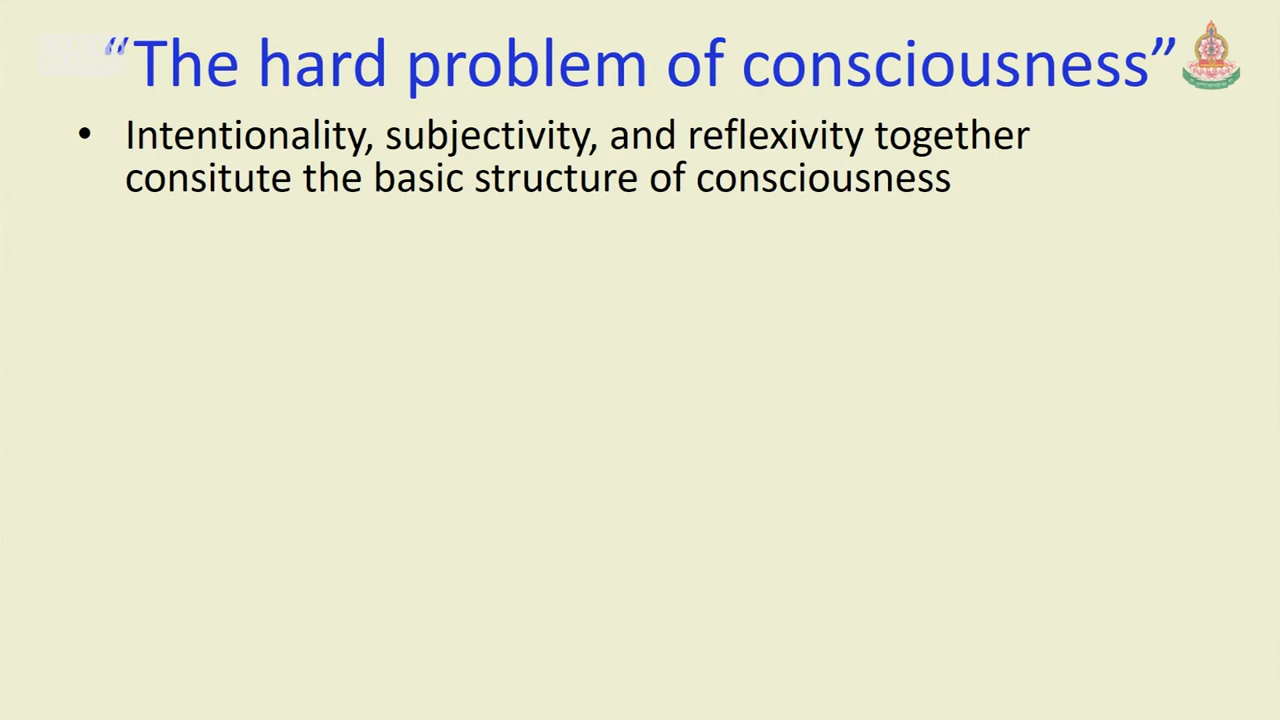 “The hard problem of consciousness”
• Intentionality, subjectivity, and reflexivity together
consitute the basic structure of consciousness